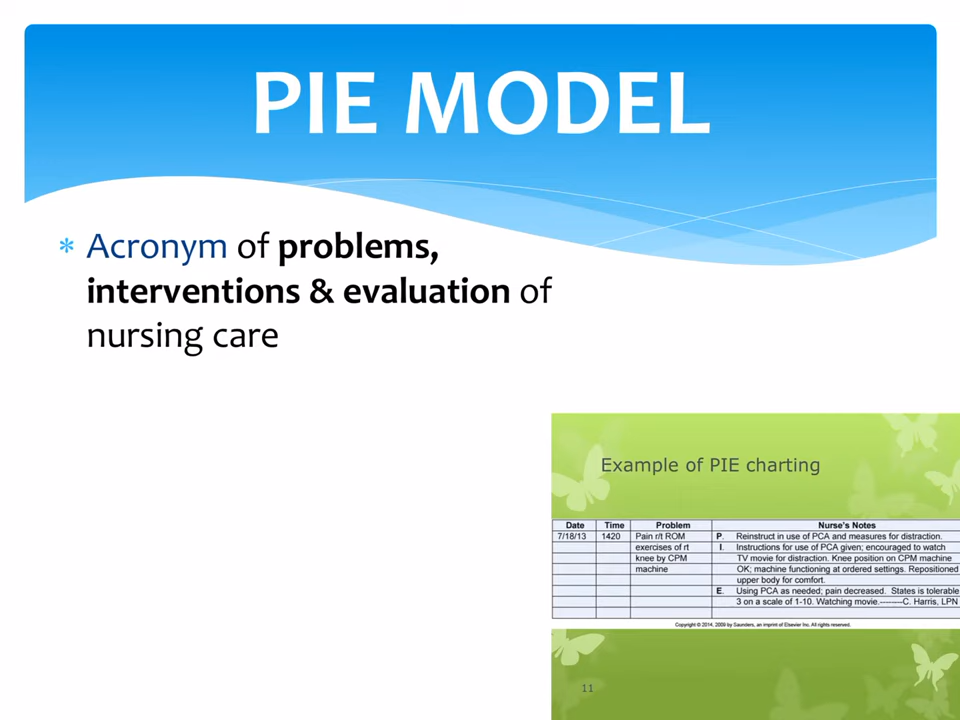 PIE MODEL
* Acronym of problems,
interventions & evaluation of
nursing care
Example of PIE charting
Date Time Problem Nurse's Notes
7/18/13 1420 Pain r/t ROM P. Reinstruct in use of PCA and measures for distraction.
exercises of rt I. Instructions for use of PCA given; encouraged to watch
knee by CPM TV movie for distraction. Knee position on CPM machine
machine OK; machine functioning at ordered settings. Repositioned
upper body for comfort.
E. Using PCA as needed; pain decreased. States is tolerable
3 on a scale of 1-10. Watching movie.--------C. Harris, LPN
Copyright © 2014, 2009 by Saunders, an imprint of Elsevier Inc. All rights reserved.
11